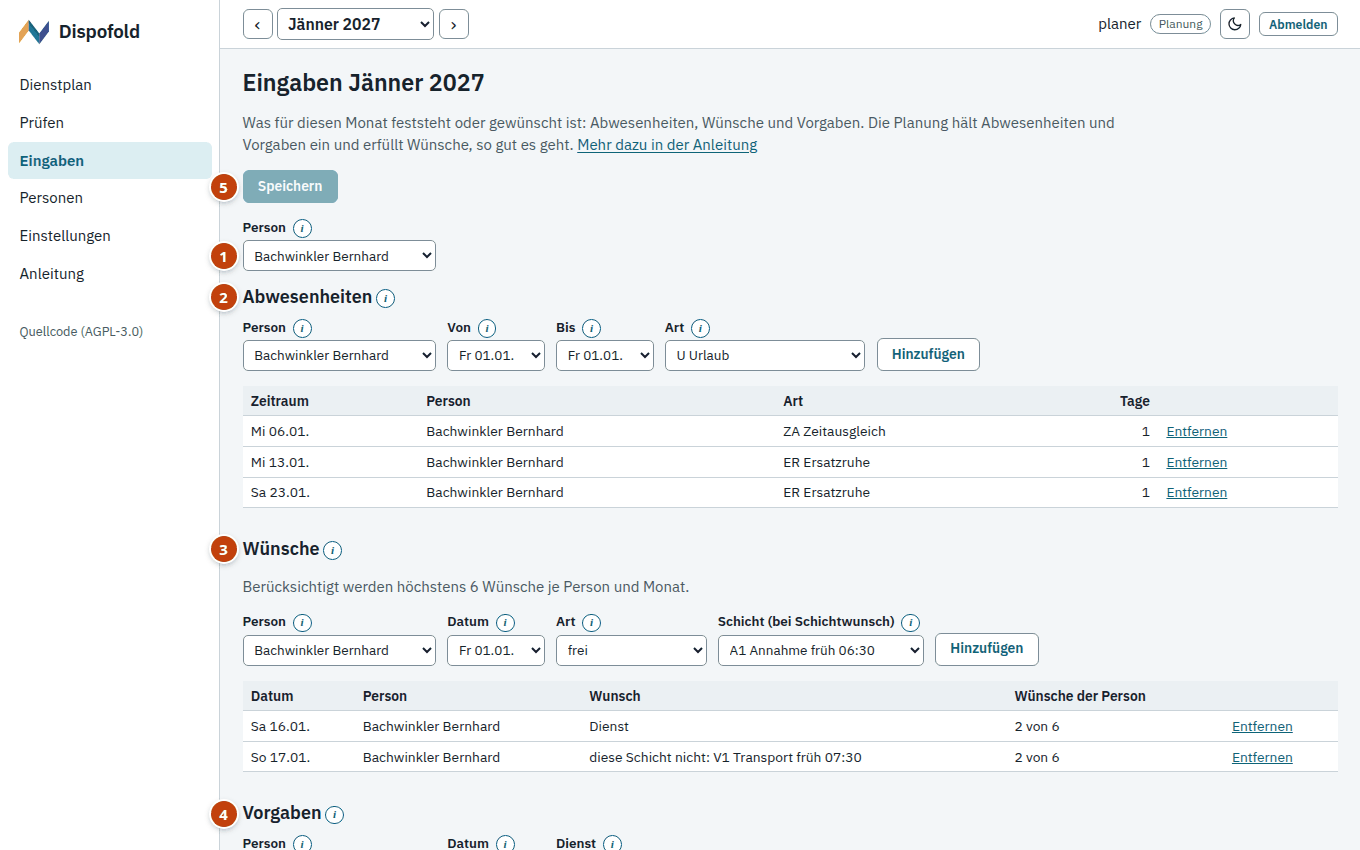 Dispofold
Dienstplan
Prüfen
Eingaben
Personen
Einstellungen
Anleitung
Quellcode (AGPL-3.0)
‹ Jänner 2027 ›
planer Planung Abmelden
Eingaben Jänner 2027
Was für diesen Monat feststeht oder gewünscht ist: Abwesenheiten, Wünsche und Vorgaben. Die Planung hält Abwesenheiten und
Vorgaben ein und erfüllt Wünsche, so gut es geht. Mehr dazu in der Anleitung
5 Speichern
Person i
1 Bachwinkler Bernhard
2 Abwesenheiten i
Person i Von i Bis i Art i
Bachwinkler Bernhard Fr 01.01. Fr 01.01. U Urlaub Hinzufügen
Zeitraum Person Art Tage
Mi 06.01. Bachwinkler Bernhard ZA Zeitausgleich 1 Entfernen
Mi 13.01. Bachwinkler Bernhard ER Ersatzruhe 1 Entfernen
Sa 23.01. Bachwinkler Bernhard ER Ersatzruhe 1 Entfernen
3 Wünsche i
Berücksichtigt werden höchstens 6 Wünsche je Person und Monat.
Person i Datum i Art i Schicht (bei Schichtwunsch) i
Bachwinkler Bernhard Fr 01.01. frei A1 Annahme früh 06:30 Hinzufügen
Datum Person Wunsch Wünsche der Person
Sa 16.01. Bachwinkler Bernhard Dienst 2 von 6 Entfernen
So 17.01. Bachwinkler Bernhard diese Schicht nicht: V1 Transport früh 07:30 2 von 6 Entfernen
4 Vorgaben i
Person i Datum i Dienst i